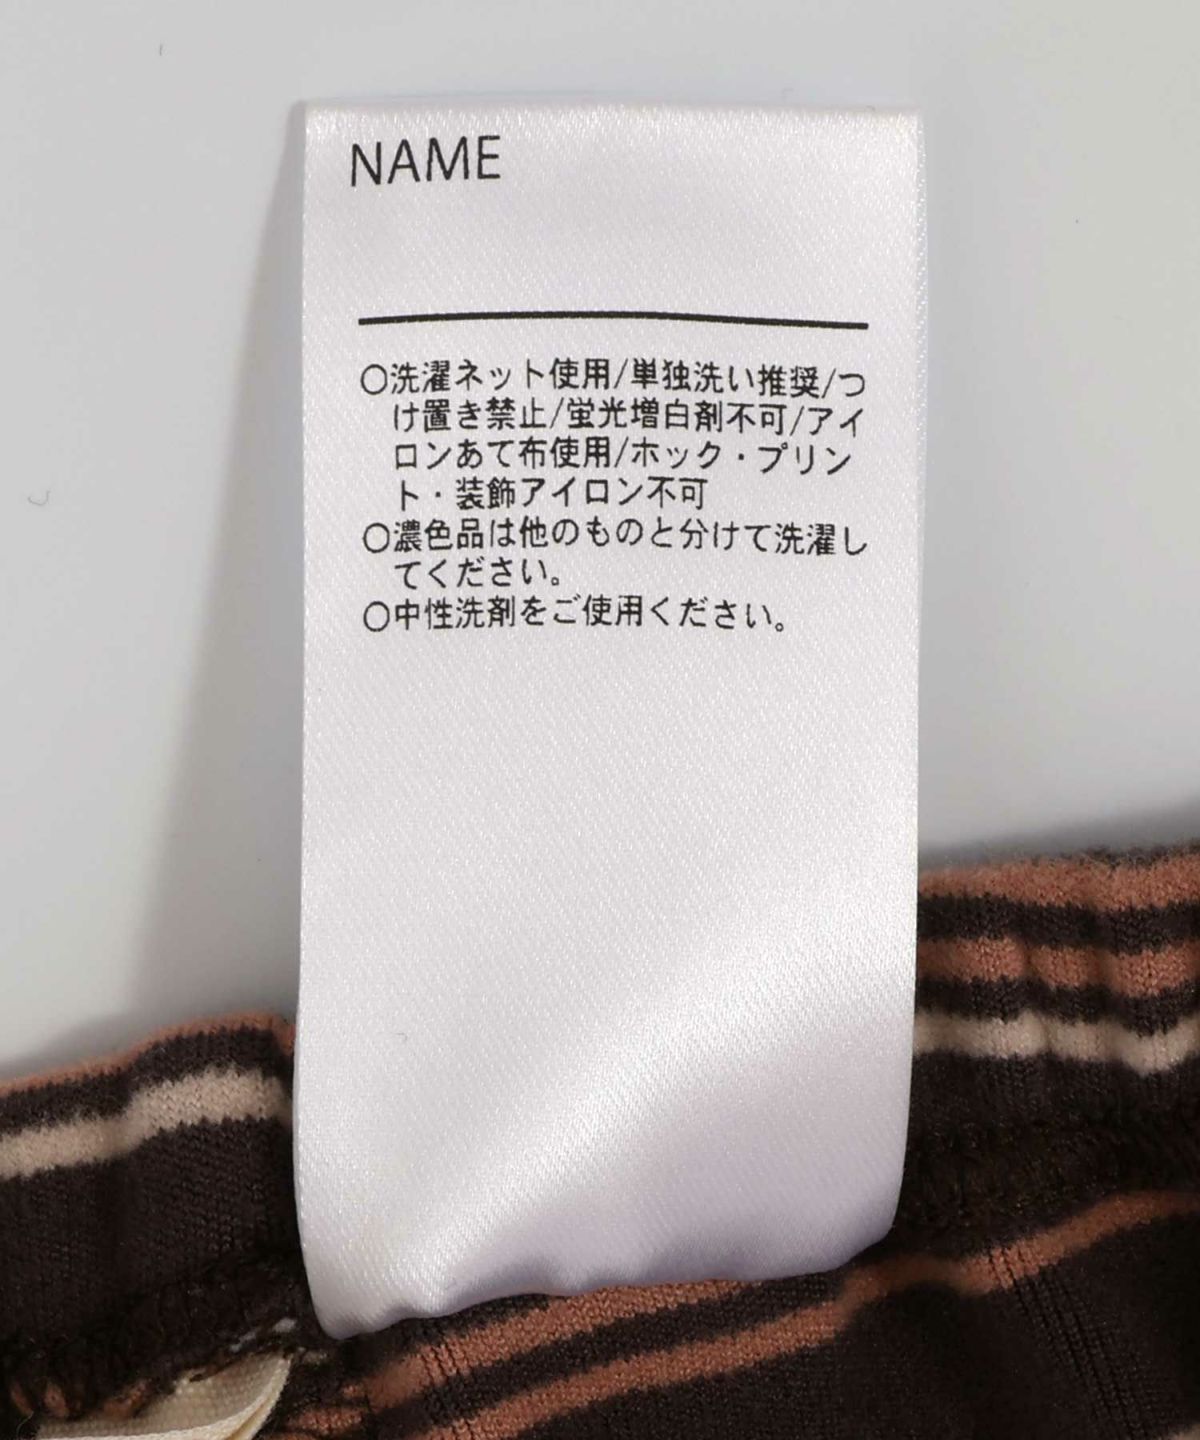 NAME
○洗濯ネット使用/単独洗い推奨/つ
け置き禁止/蛍光増白剤不可/アイ
ロンあて布使用/ホック・プリン
ト・装飾アイロン不可
○濃色品は他のものと分けて洗濯し
てください。
○中性洗剤をご使用ください。